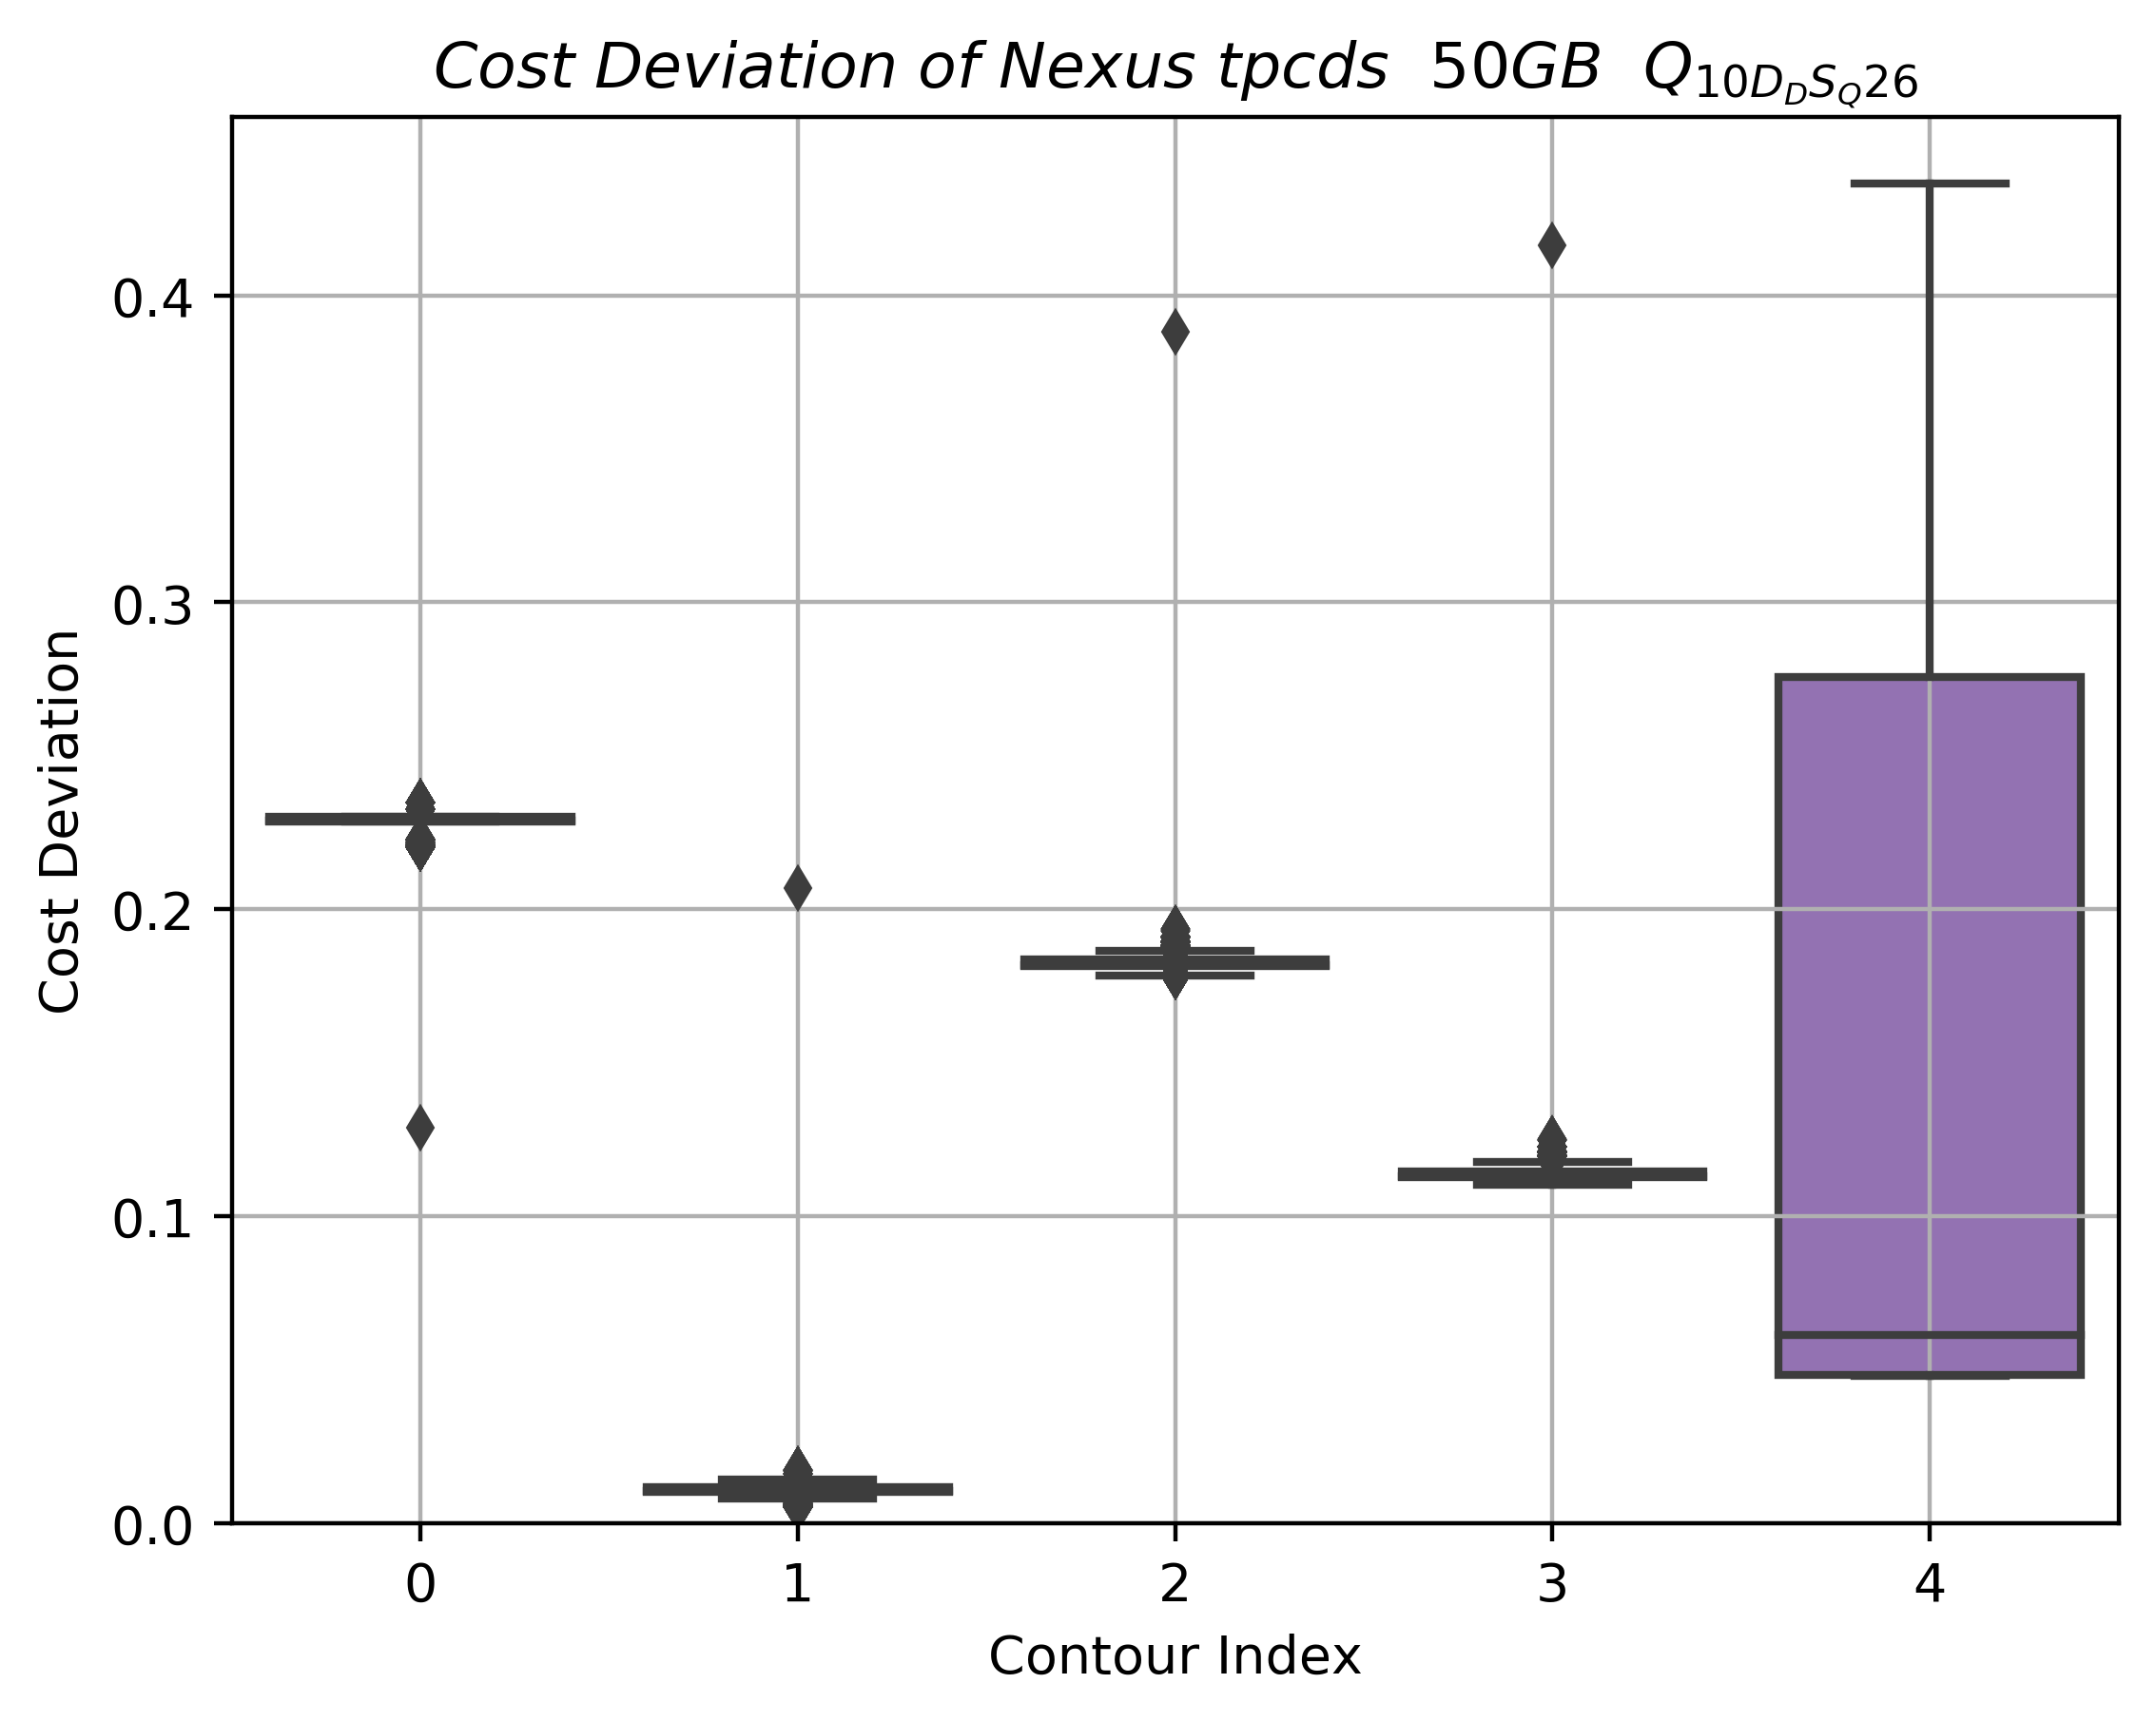 Cost Deviation of Nexus tpcds 50GB Q10DDSQ26
0.4
0.3
0.2
0.1
0.0
Cost Deviation
0 1 2 3 4
Contour Index